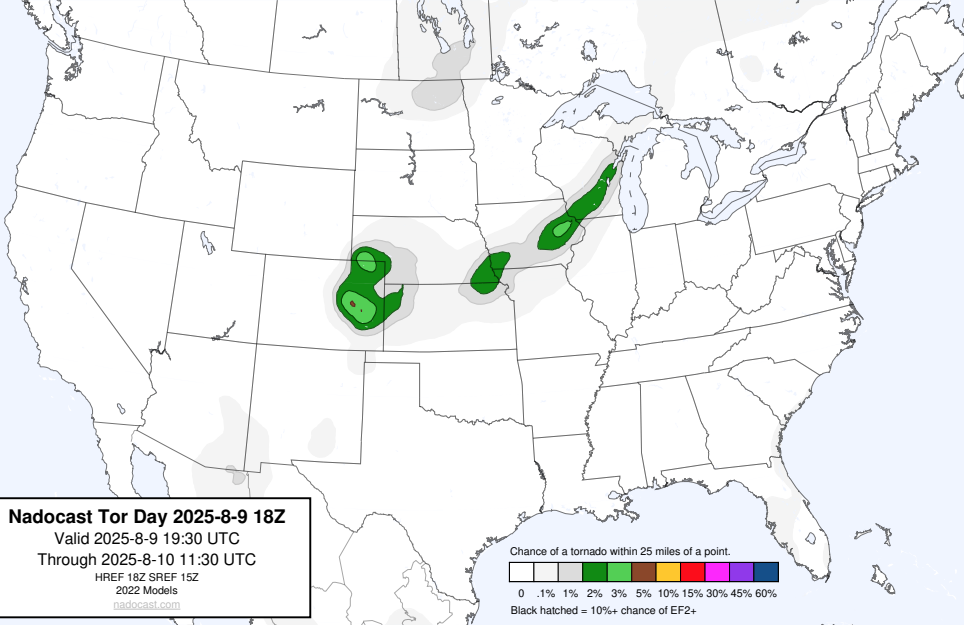 Nadocast Tor Day 2025-8-9 18Z
Valid 2025-8-9 19:30 UTC
Through 2025-8-10 11:30 UTC
HREF 18Z SREF 15Z
2022 Models
nadocast.com
Chance of a tornado within 25 miles of a point.
0 .1% 1% 2% 3% 5% 10% 15% 30% 45% 60%
Black hatched = 10%+ chance of EF2+